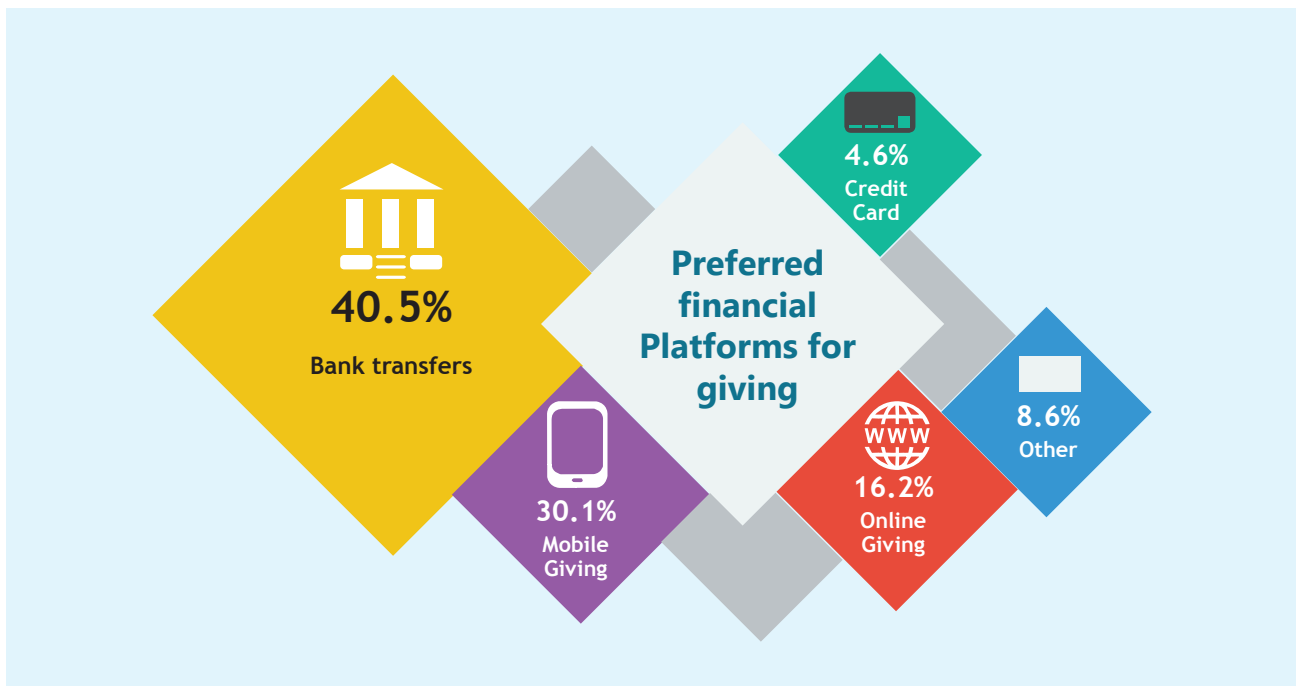 40.5%
Bank transfers
30.1%
Mobile
Giving
Preferred
financial
Platforms for
giving
4.6%
Credit
Card
WWW
16.2%
Online
Giving
8.6%
Other